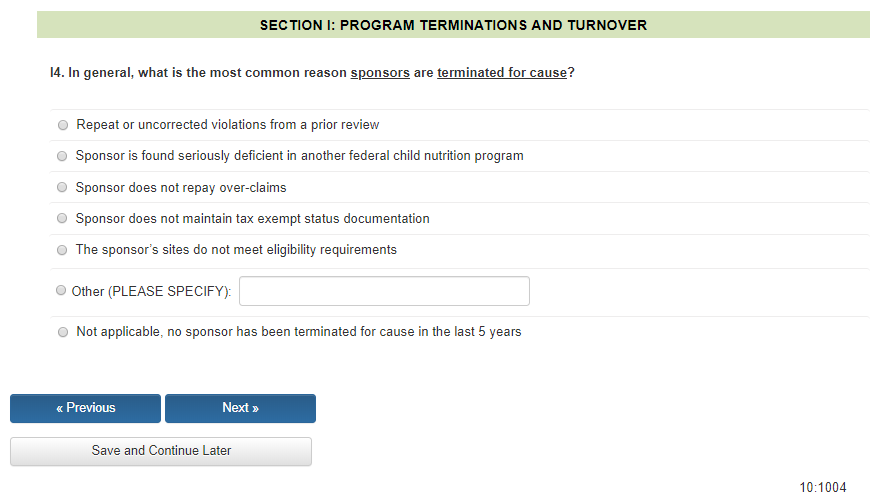 SECTION I: PROGRAM TERMINATIONS AND TURNOVER
I4. In general, what is the most common reason sponsors are terminated for cause?
Repeat or uncorrected violations from a prior review
Sponsor is found seriously deficient in another federal child nutrition program
Sponsor does not repay over-claims
Sponsor does not maintain tax exempt status documentation
The sponsor's sites do not meet eligibility requirements
Other (PLEASE SPECIFY):
Not applicable, no sponsor has been terminated for cause in the last 5 years
« Previous Next »
Save and Continue Later
10:1004